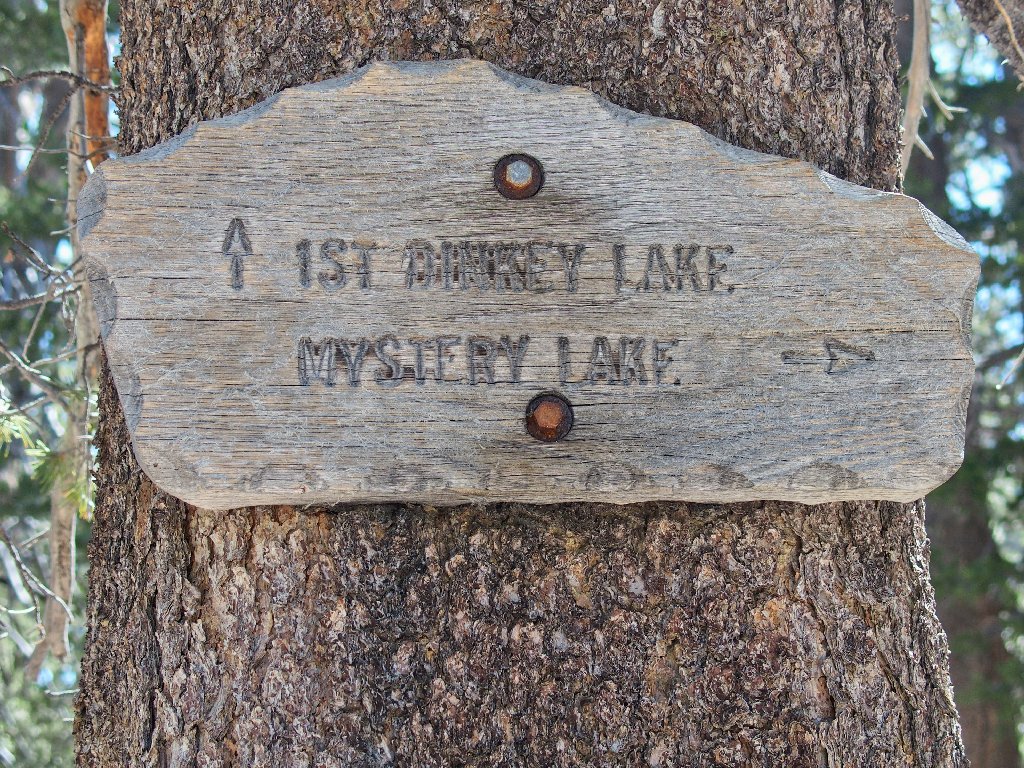 ↑ 1ST DINKEY LAKE
MYSTERY LAKE →